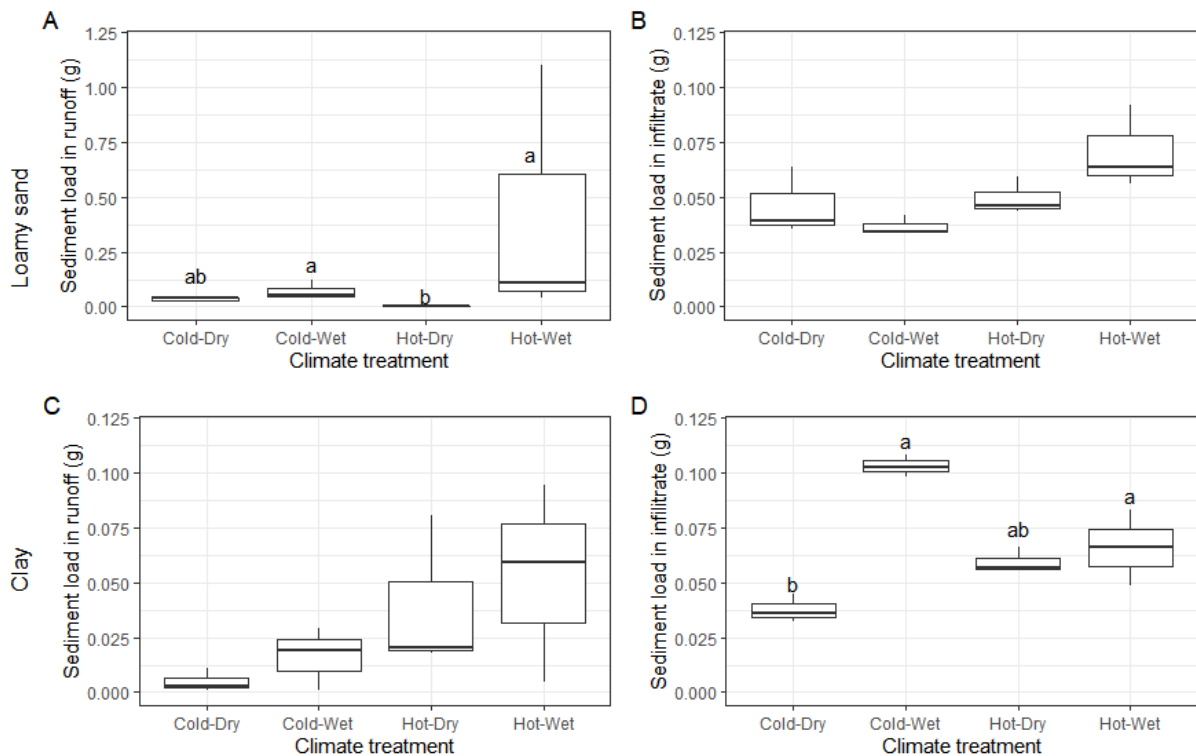 A
Loamy sand
Sediment load in runoff (g)
1.25
1.00
0.75
0.50
0.25
0.00
ab
a
b
a
Cold-Dry Cold-Wet Hot-Dry Hot-Wet
Climate treatment
B
Sediment load in infiltrate (g)
0.125
0.100
0.075
0.050
0.025
0.000
Cold-Dry Cold-Wet Hot-Dry Hot-Wet
Climate treatment
C
Clay
Sediment load in runoff (g)
0.125
0.100
0.075
0.050
0.025
0.000
Cold-Dry Cold-Wet Hot-Dry Hot-Wet
Climate treatment
D
Sediment load in infilitrate (g)
0.125
0.100
0.075
0.050
0.025
0.000
b
a
ab
a
Cold-Dry Cold-Wet Hot-Dry Hot-Wet
Climate treatment